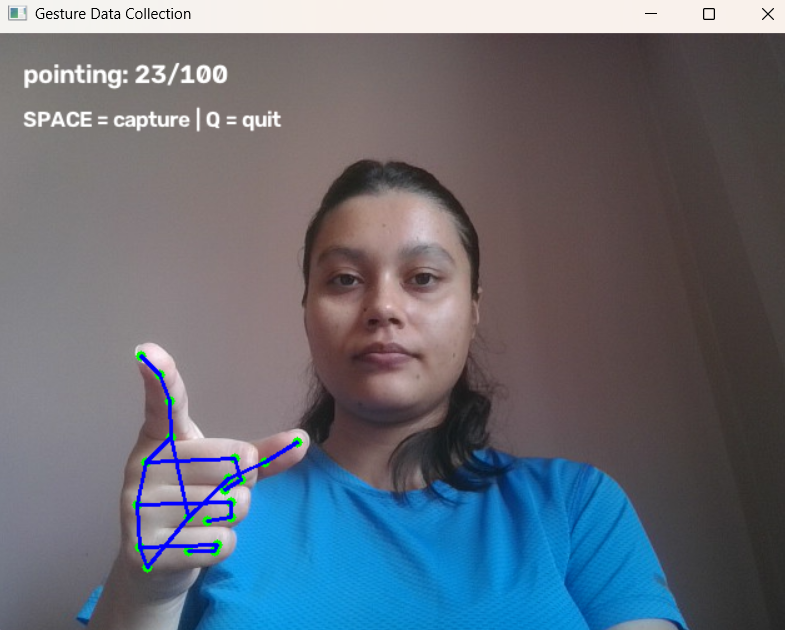 Gesture Data Collection
pointing: 23/100
SPACE = capture | Q = quit